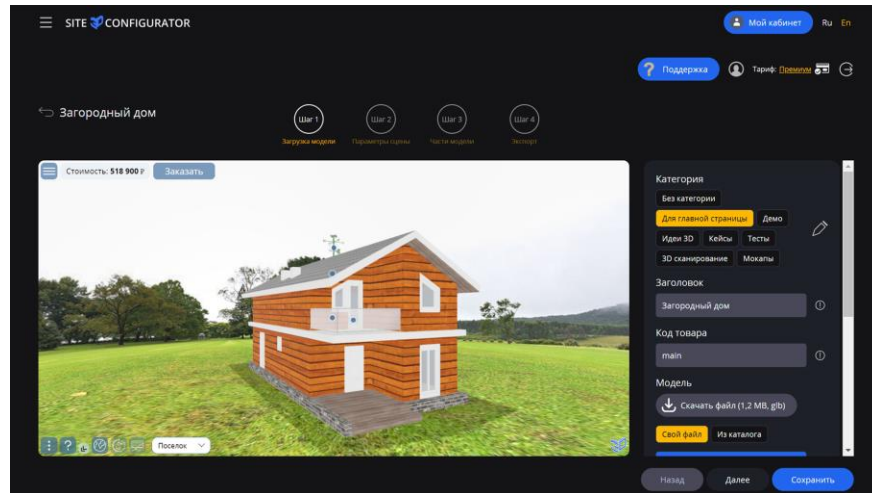 SITE CONFIGURATOR
Мой кабинет Ru En
? Поддержка Тариф: Премиум
Загородный дом
Шаг 1 Шаг 2 Шаг 3 Шаг 4
Загрузка модели Параметры сцены Части модели Экспорт
Стоимость: 518 900 ₽ Заказать
Категория
Без категории
Для главной страницы Демо
Идеи 3D Кейсы Тесты
3D сканирование Мокапы
Заголовок
Загородный дом
Код товара
main
Модель
Скачать файл (1,2 MB, glb)
Свой файл Из каталога
? Поселок
Назад Далее Сохранить